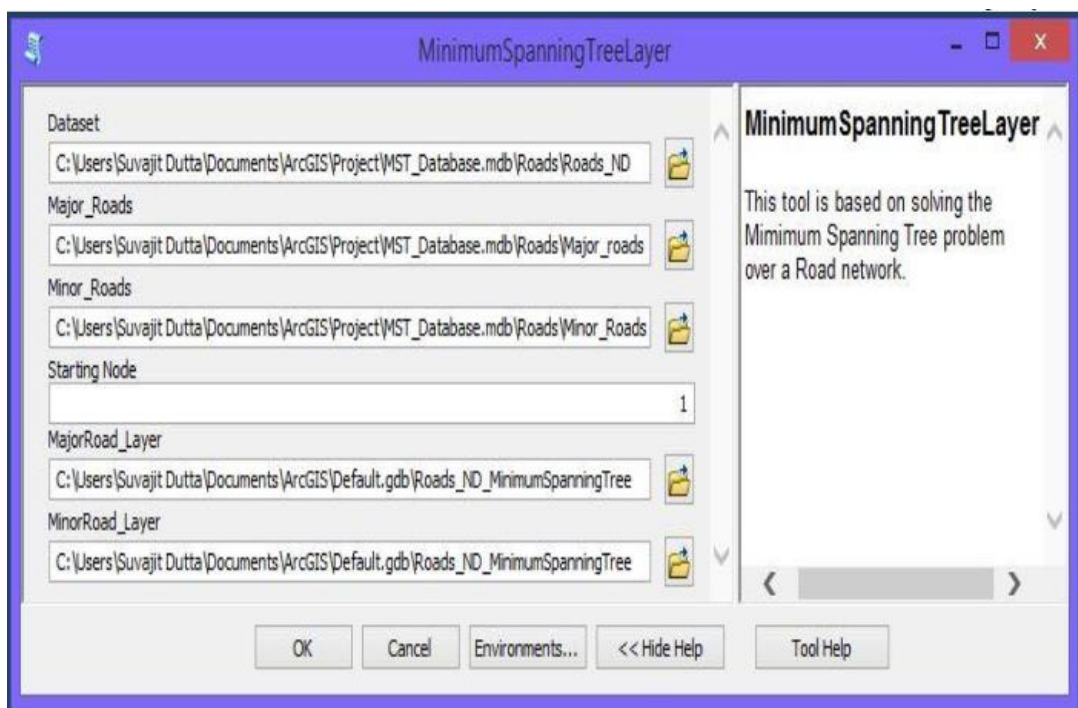 MinimumSpanningTreeLayer
Dataset
C:\Users\Suvajit Dutta\Documents\ArcGIS\Project\MST_Database.mdb\Roads\Roads_ND
Major_Roads
C:\Users\Suvajit Dutta\Documents\ArcGIS\Project\MST_Database.mdb\Roads\Major_roads
Minor_Roads
C:\Users\Suvajit Dutta\Documents\ArcGIS\Project\MST_Database.mdb\Roads\Minor_Roads
Starting Node
1
MajorRoad_Layer
C:\Users\Suvajit Dutta\Documents\ArcGIS\Default.gdb\Roads_ND_MinimumSpanningTree
MinorRoad_Layer
C:\Users\Suvajit Dutta\Documents\ArcGIS\Default.gdb\Roads_ND_MinimumSpanningTree
MinimumSpanningTreeLayer
This tool is based on solving the
Mimimum Spanning Tree problem
over a Road network.
OK
Cancel
Environments...
<< Hide Help
Tool Help